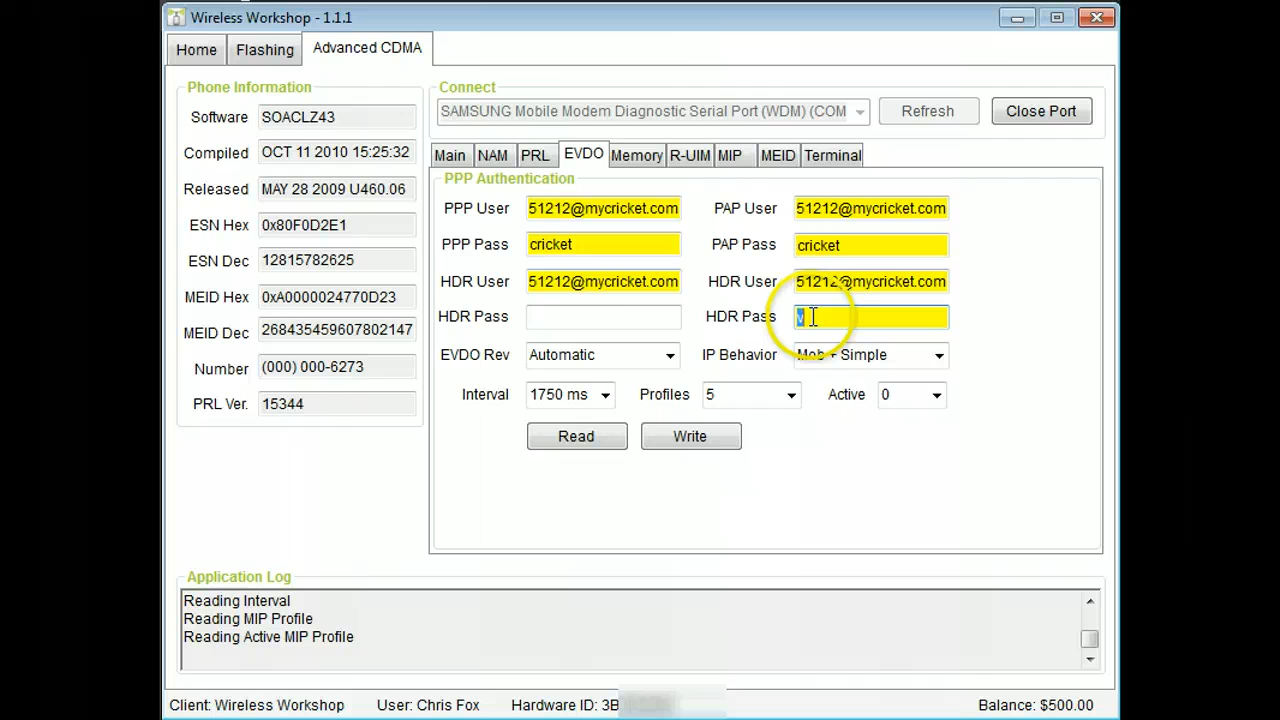 Wireless Workshop - 1.1.1
Home Flashing Advanced CDMA
Phone Information
Software SOACLZ43
Compiled OCT 11 2010 15:25:32
Released MAY 28 2009 U460.06
ESN Hex 0x80F0D2E1
ESN Dec 12815782625
MEID Hex 0xA0000024770D23
MEID Dec 268435459607802147
Number (000) 000-6273
PRL Ver. 15344
Connect
SAMSUNG Mobile Modem Diagnostic Serial Port (WDM) (COM Refresh Close Port
Main NAM PRL EVDO Memory R-UIM MIP MEID Terminal
PPP Authentication
PPP User 51212@mycricket.com PAP User 51212@mycricket.com
PPP Pass cricket PAP Pass cricket
HDR User 51212@mycricket.com HDR User 51212@mycricket.com
HDR Pass HDR Pass v
EVDO Rev Automatic IP Behavior Mob + Simple
Interval 1750 ms Profiles 5 Active 0
Read Write
Application Log
Reading Interval
Reading MIP Profile
Reading Active MIP Profile
Client: Wireless Workshop User: Chris Fox Hardware ID: 3B Balance: $500.00